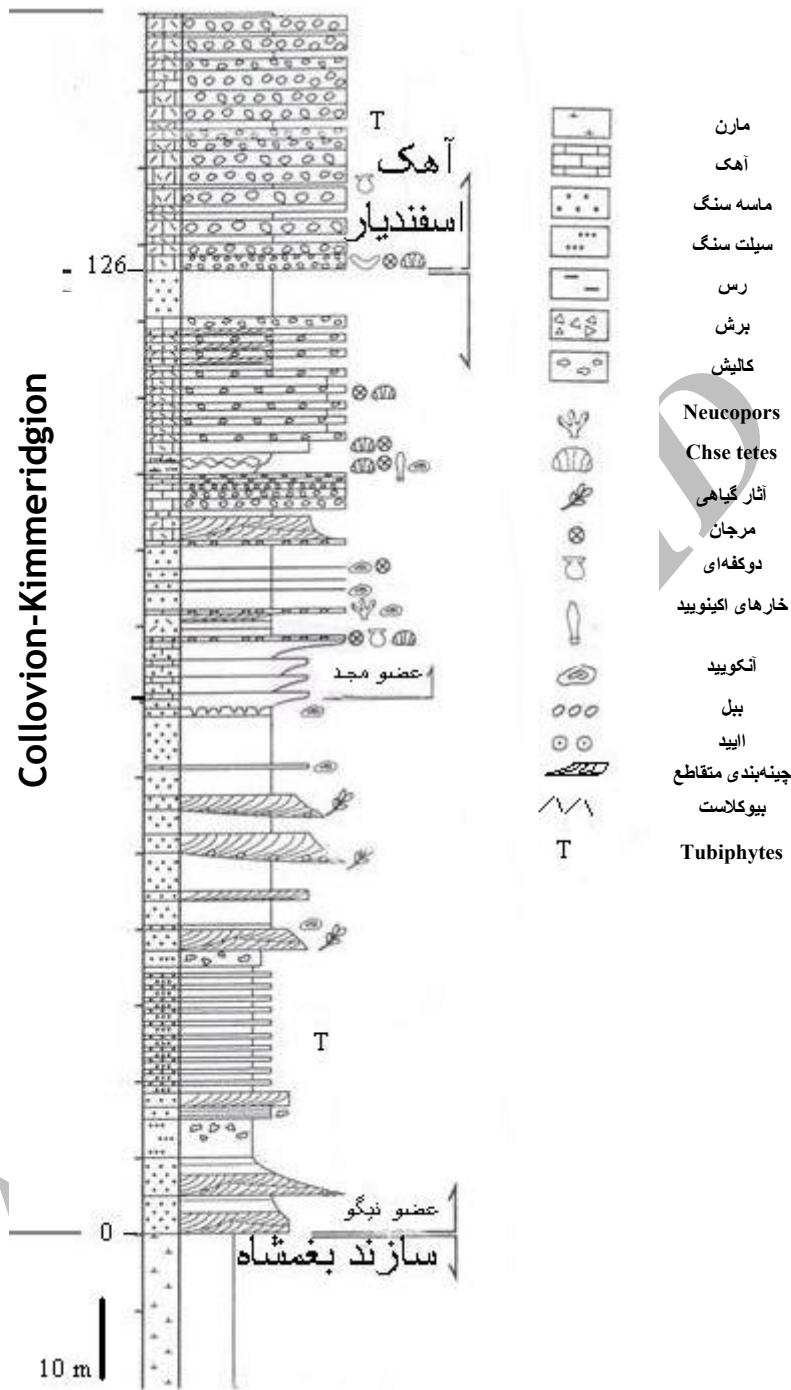 Collovion-Kimmeridgion
T
آهک
اسفندیار
126
عضو مجد
T
عضو نیگو
0
سازند بغمشاه
10 m
مارن
آهک
ماسه سنگ
سیلت سنگ
رس
برش
کالیش
Neucopors
Chse tetes
آثار گیاهی
مرجان
دوکفه‌ای
خارهای اکینویید
آنکویید
ببل
اایید
چینه‌بندی متقاطع
بیوکلاست
T Tubiphytes